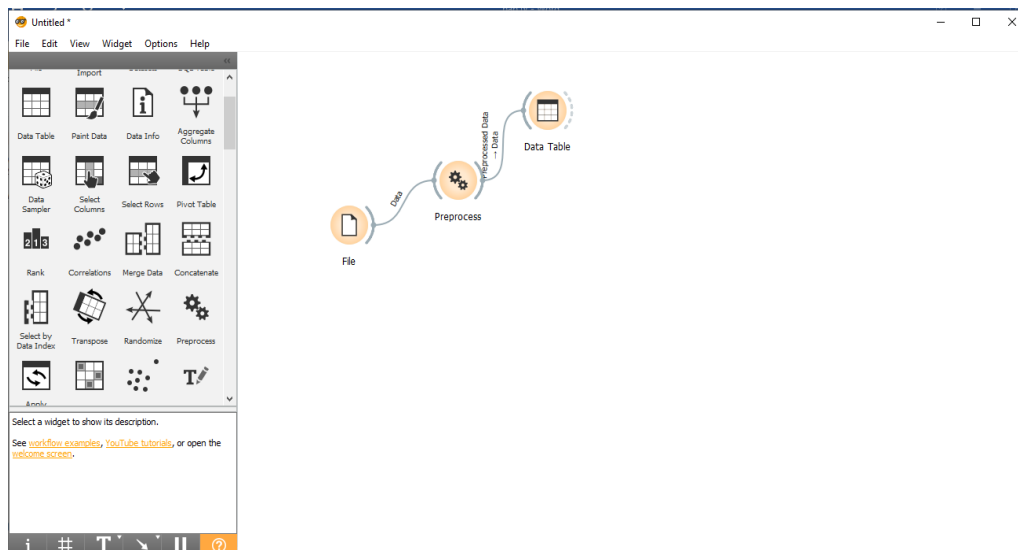 Untitled *
File Edit View Widget Options Help
Import
Data Table Paint Data Data Info Aggregate Columns
Data Sampler Select Columns Select Rows Pivot Table
Rank Correlations Merge Data Concatenate
Select by Data Index Transpose Randomize Preprocess
Apply
Select a widget to show its description.
See workflow examples, YouTube tutorials, or open the
welcome screen.
File
Data
Preprocess
Preprocessed Data
→ Data
Data Table